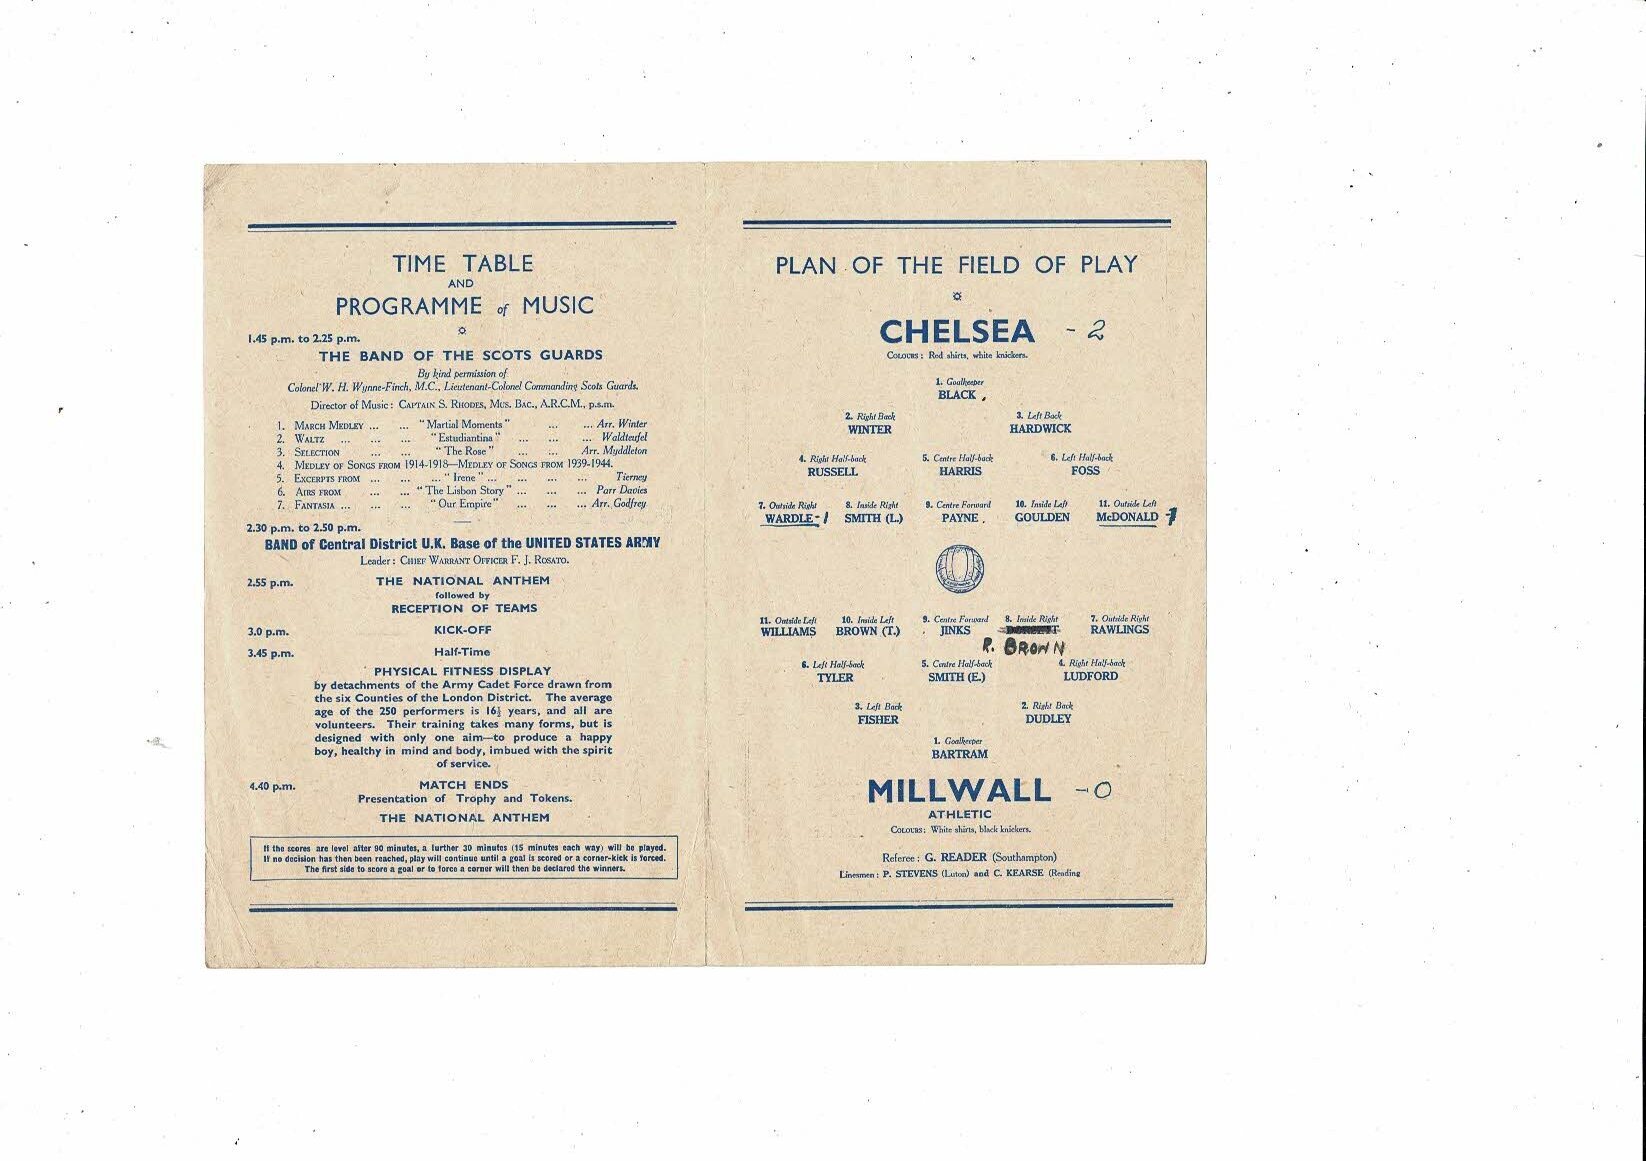 TIME TABLE
AND
PROGRAMME of MUSIC
1.45 p.m. to 2.25 p.m.
THE BAND OF THE SCOTS GUARDS
By kind permission of
Colonel W. H. Wynne-Finch, M.C., Lieutenant-Colonel Commanding Scots Guards.
Director of Music : CAPTAIN S. RHODES, MUS. BAC., A.R.C.M., p.s.m.
1. MARCH MEDLEY ... ... "Martial Moments" ... ... Arr. Winter
2. WALTZ ... ... ... "Estudiantina" ... ... ... Waldteufel
3. SELECTION ... ... "The Rose" ... ... Arr. Myddleton
4. MEDLEY OF SONGS FROM 1914-1918—MEDLEY OF SONGS FROM 1939-1944.
5. EXCERPTS FROM ... ... ... "Irene" ... ... ... ... Tierney
6. AIRS FROM ... ... "The Lisbon Story" ... ... ... Parr Davies
7. FANTASIA ... ... ... "Our Empire" ... ... ... Arr. Godfrey
2.30 p.m. to 2.50 p.m.
BAND of Central District U.K. Base of the UNITED STATES ARMY
Leader : CHIEF WARRANT OFFICER F. J. ROSATO.
2.55 p.m. THE NATIONAL ANTHEM
followed by
RECEPTION OF TEAMS
3.0 p.m. KICK-OFF
3.45 p.m. Half-Time
PHYSICAL FITNESS DISPLAY
by detachments of the Army Cadet Force drawn from
the six Counties of the London District. The average
age of the 250 performers is 16½ years, and all are
volunteers. Their training takes many forms, but is
designed with only one aim—to produce a happy
boy, healthy in mind and body, imbued with the spirit
of service.
4.40 p.m. MATCH ENDS
Presentation of Trophy and Tokens.
THE NATIONAL ANTHEM
If the scores are level after 90 minutes, a further 30 minutes (15 minutes each way) will be played.
If no decision has then been reached, play will continue until a goal is scored or a corner-kick is forced.
The first side to score a goal or to force a corner will then be declared the winners.
PLAN OF THE FIELD OF PLAY
CHELSEA - 2
COLOURS : Red shirts, white knickers.
1. Goalkeeper
BLACK
2. Right Back 3. Left Back
WINTER HARDWICK
4. Right Half-back 5. Centre Half-back 6. Left Half-back
RUSSELL HARRIS FOSS
7. Outside Right 8. Inside Right 9. Centre Forward 10. Inside Left 11. Outside Left
WARDLE - 1 SMITH (L.) PAYNE GOULDEN McDONALD - 1
11. Outside Left 10. Inside Left 9. Centre Forward 8. Inside Right 7. Outside Right
WILLIAMS BROWN (T.) JINKS RAWLINGS
R. BROWN
6. Left Half-back 5. Centre Half-back 4. Right Half-back
TYLER SMITH (E.) LUDFORD
3. Left Back 2. Right Back
FISHER DUDLEY
1. Goalkeeper
BARTRAM
MILLWALL - 0
ATHLETIC
COLOURS : White shirts, black knickers.
Referee : G. READER (Southampton)
Linesmen : P. STEVENS (Luton) and C. KEARSE (Reading